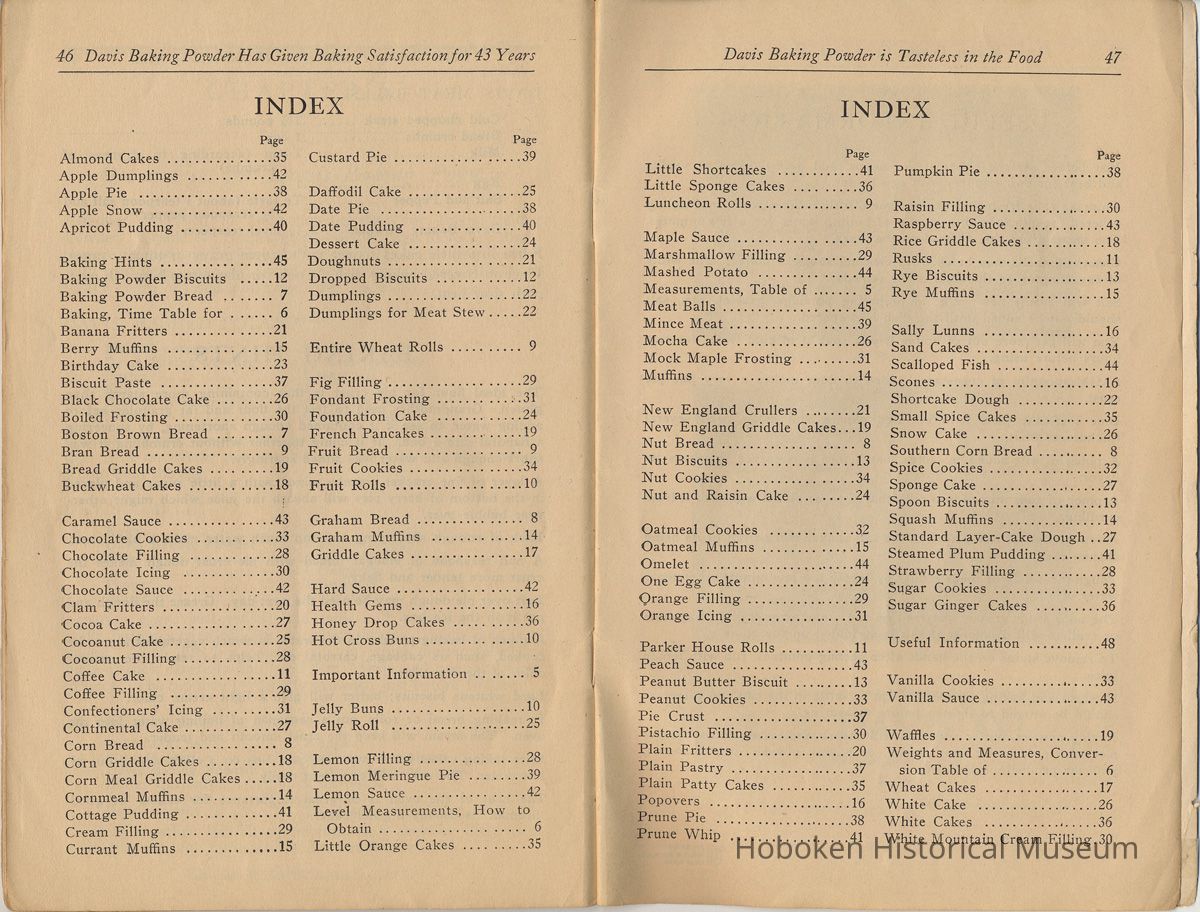 46 Davis Baking Powder Has Given Baking Satisfaction for 43 Years
INDEX
Page
Almond Cakes ...............35
Apple Dumplings ............42
Apple Pie ..................38
Apple Snow .................42
Apricot Pudding ............40
Baking Hints ...............45
Baking Powder Biscuits .....12
Baking Powder Bread ....... 7
Baking, Time Table for ...... 6
Banana Fritters ..............21
Berry Muffins ...............15
Birthday Cake ...............23
Biscuit Paste ................37
Black Chocolate Cake ........26
Boiled Frosting ..............30
Boston Brown Bread ........ 7
Bran Bread ................. 9
Bread Griddle Cakes .........19
Buckwheat Cakes ............18
Caramel Sauce ...............43
Chocolate Cookies ...........33
Chocolate Filling .............28
Chocolate Icing .............30
Chocolate Sauce .............42
Clam Fritters ................20
Cocoa Cake ..................27
Cocoanut Cake ...............25
Cocoanut Filling .............28
Coffee Cake .................11
Coffee Filling ...............29
Confectioners' Icing .........31
Continental Cake .............27
Corn Bread ................. 8
Corn Griddle Cakes ..........18
Corn Meal Griddle Cakes .....18
Cornmeal Muffins ............14
Cottage Pudding .............41
Cream Filling ................29
Currant Muffins .............15
Page
Custard Pie ..................39
Daffodil Cake ................25
Date Pie ....................38
Date Pudding ...............40
Dessert Cake ................24
Doughnuts ..................21
Dropped Biscuits ............12
Dumplings ..................22
Dumplings for Meat Stew.....22
Entire Wheat Rolls .......... 9
Fig Filling ...................29
Fondant Frosting .............31
Foundation Cake ............24
French Pancakes .............19
Fruit Bread ................. 9
Fruit Cookies ................34
Fruit Rolls ..................10
Graham Bread .............. 8
Graham Muffins .............14
Griddle Cakes ................17
Hard Sauce ..................42
Health Gems ................16
Honey Drop Cakes ...........36
Hot Cross Buns ..............10
Important Information ........ 5
Jelly Buns ...................10
Jelly Roll ...................25
Lemon Filling ................28
Lemon Meringue Pie .........39
Lemon Sauce ................42
Level Measurements, How to
Obtain .................... 6
Little Orange Cakes .........35
Davis Baking Powder is Tasteless in the Food 47
INDEX
Page
Little Shortcakes ............41
Little Sponge Cakes .........36
Luncheon Rolls ............. 9
Maple Sauce ................43
Marshmallow Filling .........29
Mashed Potato ..............44
Measurements, Table of ...... 5
Meat Balls ...................45
Mince Meat ..................39
Mocha Cake .................26
Mock Maple Frosting .........31
Muffins .....................14
New England Crullers ........21
New England Griddle Cakes...19
Nut Bread .................. 8
Nut Biscuits .................13
Nut Cookies .................34
Nut and Raisin Cake .........24
Oatmeal Cookies ............32
Oatmeal Muffins .............15
Omelet .....................44
One Egg Cake ...............24
Orange Filling ...............29
Orange Icing ................31
Parker House Rolls ...........11
Peach Sauce .................43
Peanut Butter Biscuit .........13
Peanut Cookies ..............33
Pie Crust ....................37
Pistachio Filling ..............30
Plain Fritters .................20
Plain Pastry ..................37
Plain Patty Cakes ............35
Popovers ....................16
Prune Pie ...................38
Prune Whip .................41
Page
Pumpkin Pie .................38
Raisin Filling ................30
Raspberry Sauce .............43
Rice Griddle Cakes ...........18
Rusks .......................11
Rye Biscuits .................13
Rye Muffins .................15
Sally Lunns .................16
Sand Cakes ..................34
Scalloped Fish ...............44
Scones ......................16
Shortcake Dough ............22
Small Spice Cakes ...........35
Snow Cake ..................26
Southern Corn Bread ......... 8
Spice Cookies ................32
Sponge Cake .................27
Spoon Biscuits ...............13
Squash Muffins ..............14
Standard Layer-Cake Dough ..27
Steamed Plum Pudding .......41
Strawberry Filling ............28
Sugar Cookies ...............33
Sugar Ginger Cakes ..........36
Useful Information ..........48
Vanilla Cookies ..............33
Vanilla Sauce ................43
Waffles .....................19
Weights and Measures, Conver-
sion Table of .............. 6
Wheat Cakes ................17
White Cake .................26
White Cakes ................36
White Mountain Cream Filling.30
Hoboken Historical Museum